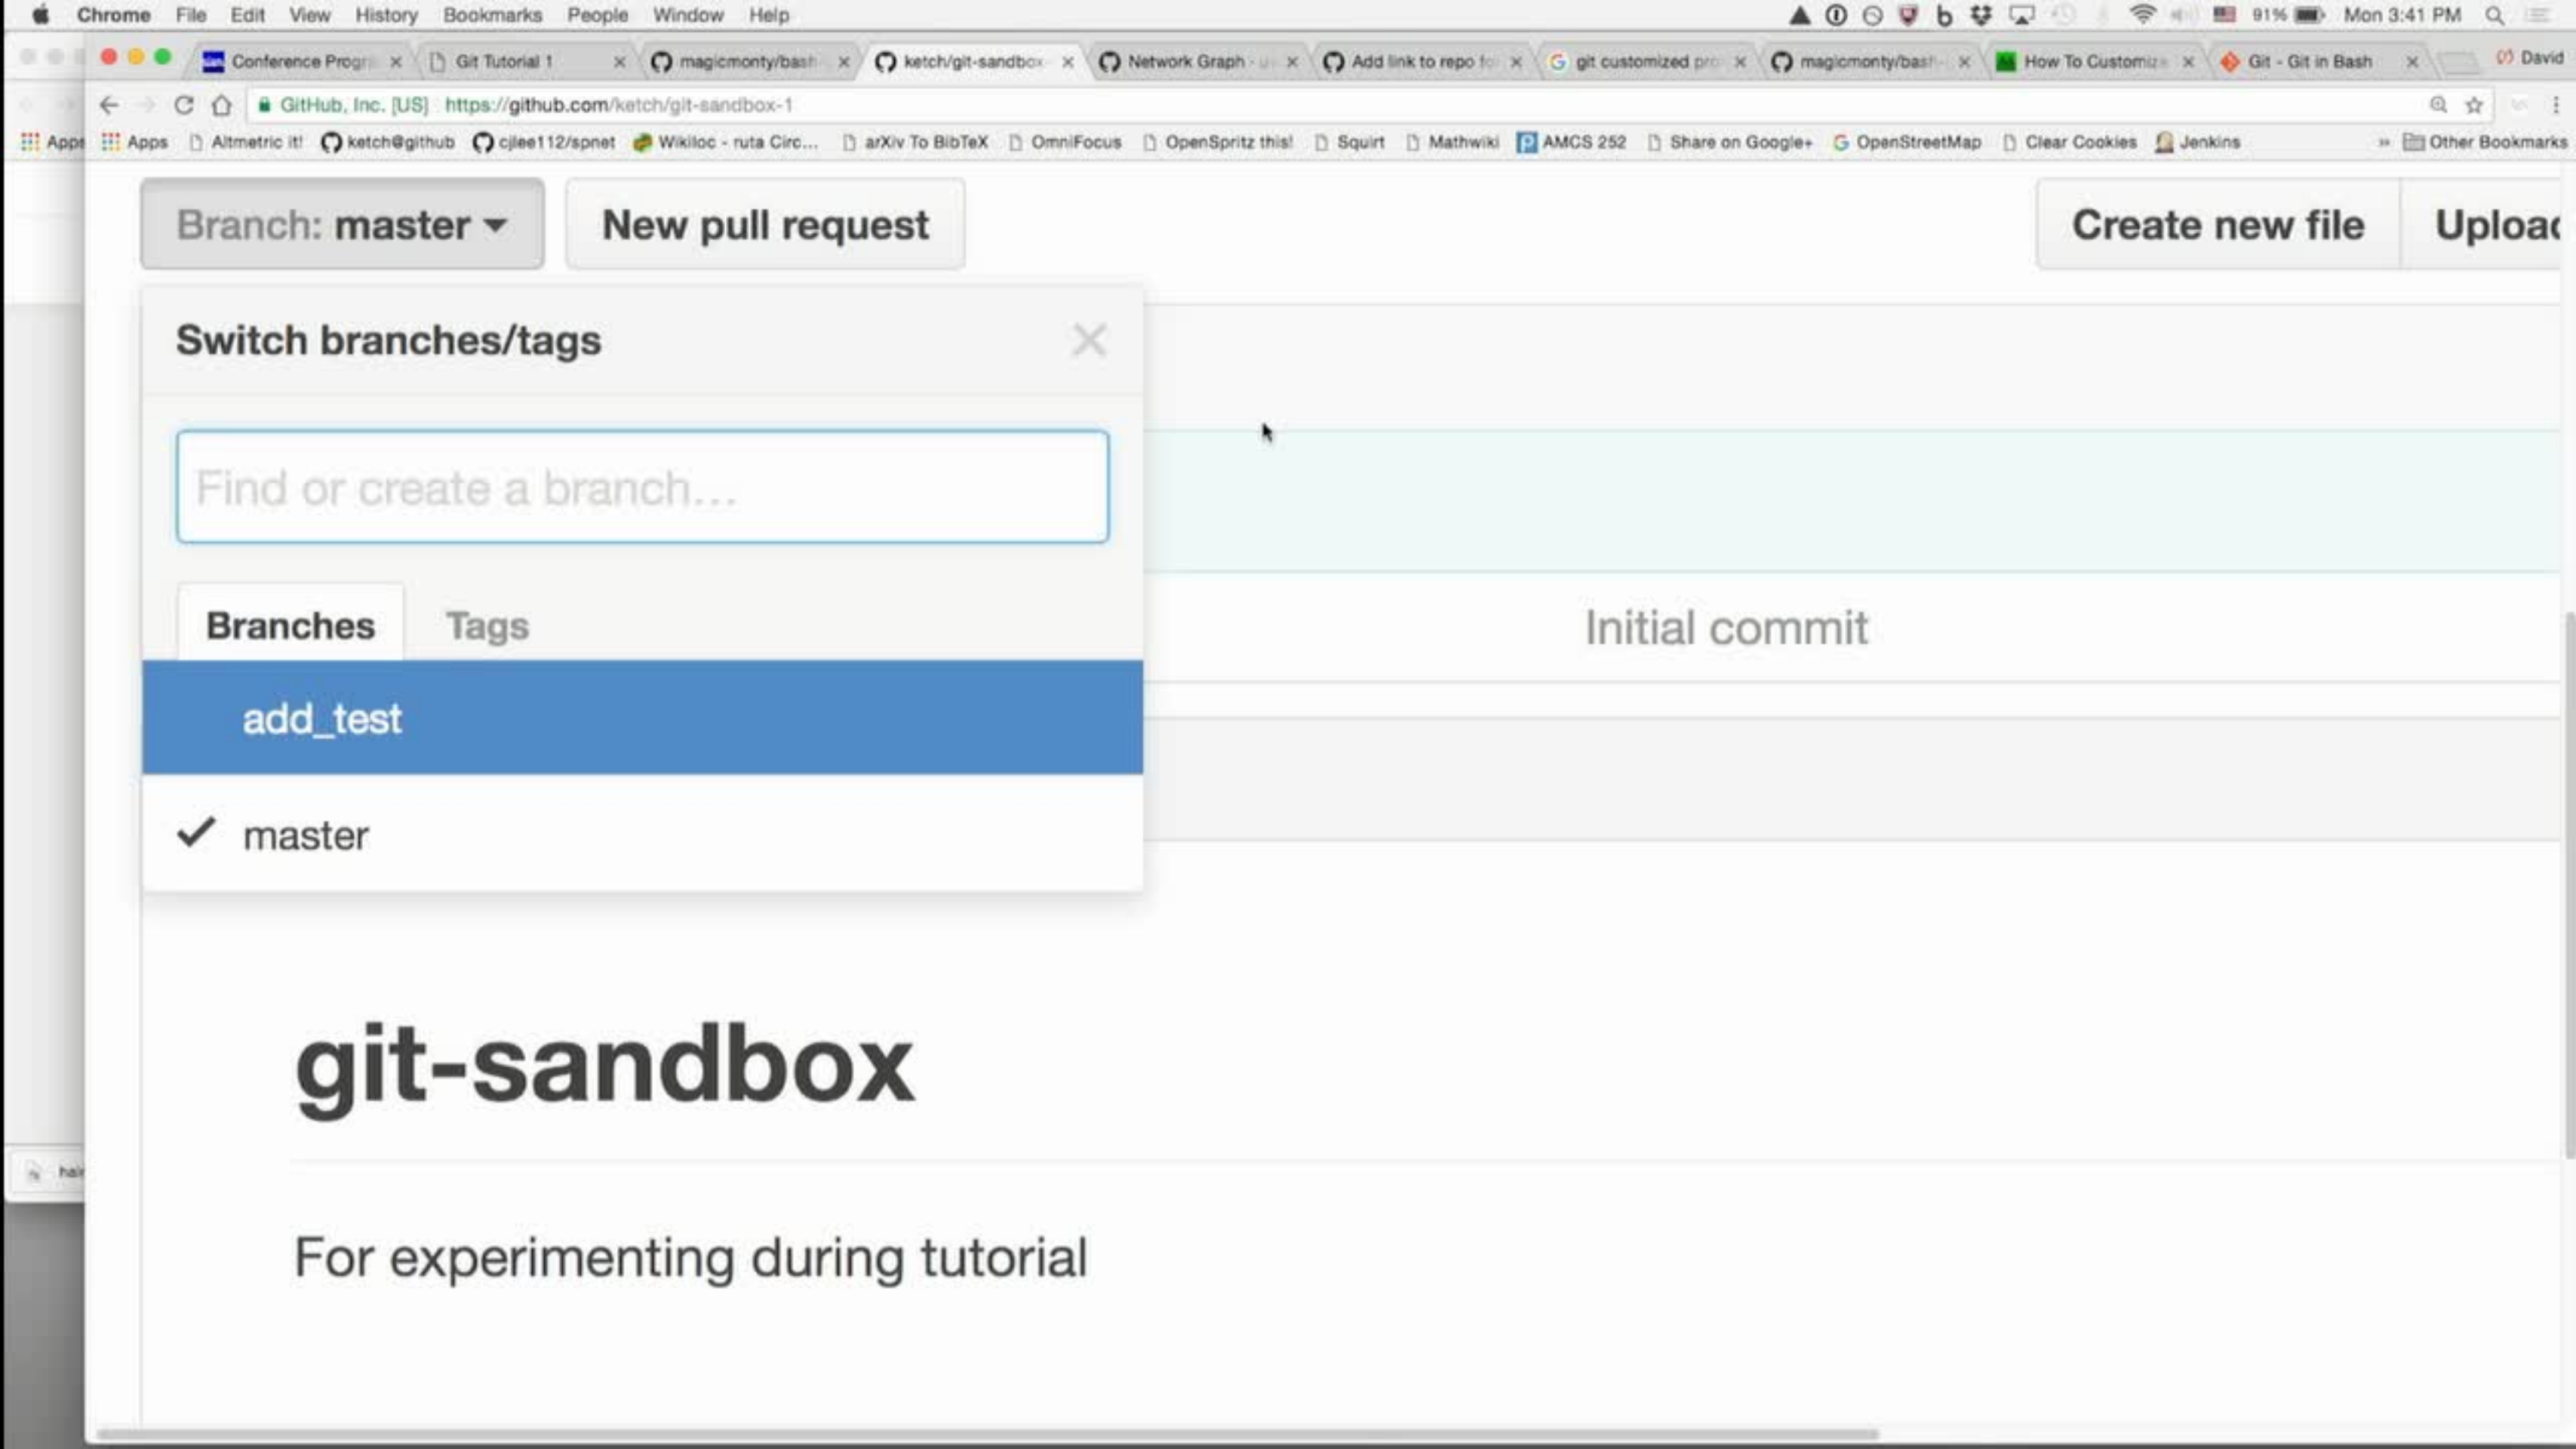 Chrome File Edit View History Bookmarks People Window Help 91% Mon 3:41 PM
Conference Progr Git Tutorial 1 magicmonty/bash ketch/git-sandbox Network Graph Add link to repo fo git customized pro magicmonty/bash- How To Customiz Git - Git in Bash David
GitHub, Inc. [US] https://github.com/ketch/git-sandbox-1
Apps Apps Altmetric it! ketch@github cjlee112/spnet Wikiloc - ruta Circ... arXiv To BibTeX OmniFocus OpenSpritz this! Squirt Mathwiki AMCS 252 Share on Google+ OpenStreetMap Clear Cookies Jenkins » Other Bookmarks
Branch: master New pull request Create new file Upload
Switch branches/tags
Find or create a branch...
Branches Tags
Initial commit
add_test
master
git-sandbox
hair
For experimenting during tutorial